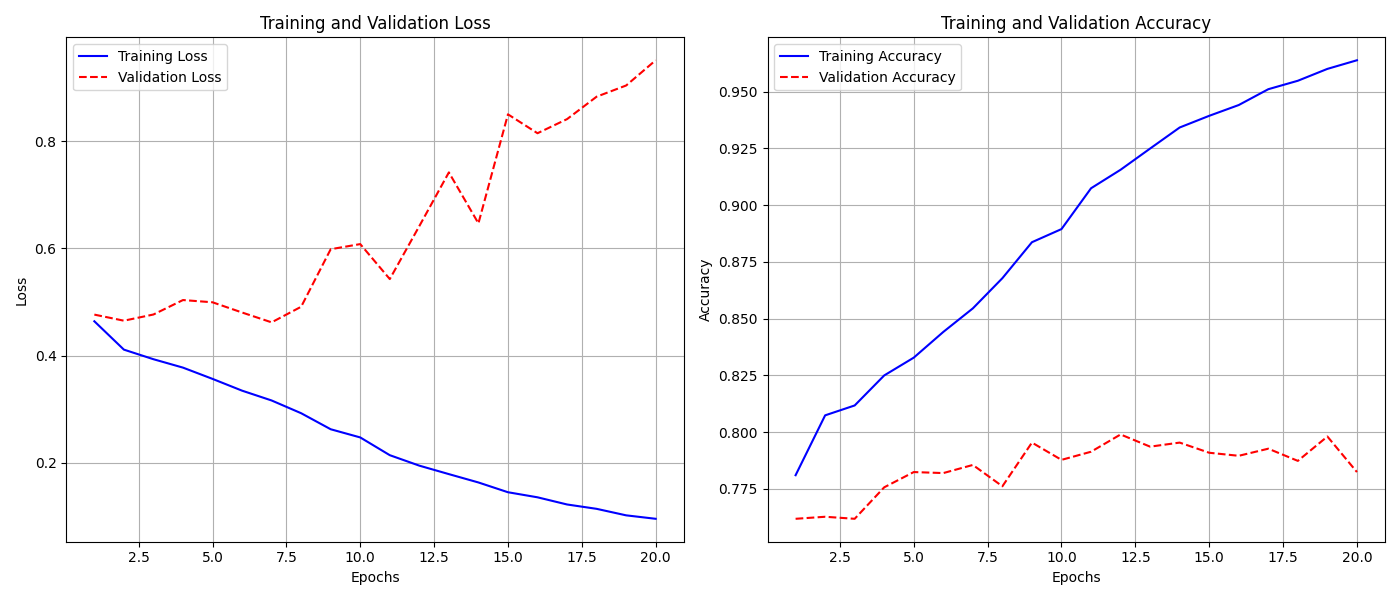 Training and Validation Loss
Training Loss
Validation Loss
0.8
0.6
0.4
0.2
Loss
2.5 5.0 7.5 10.0 12.5 15.0 17.5 20.0
Epochs
Training and Validation Accuracy
Training Accuracy
Validation Accuracy
0.950
0.925
0.900
0.875
0.850
0.825
0.800
0.775
Accuracy
2.5 5.0 7.5 10.0 12.5 15.0 17.5 20.0
Epochs